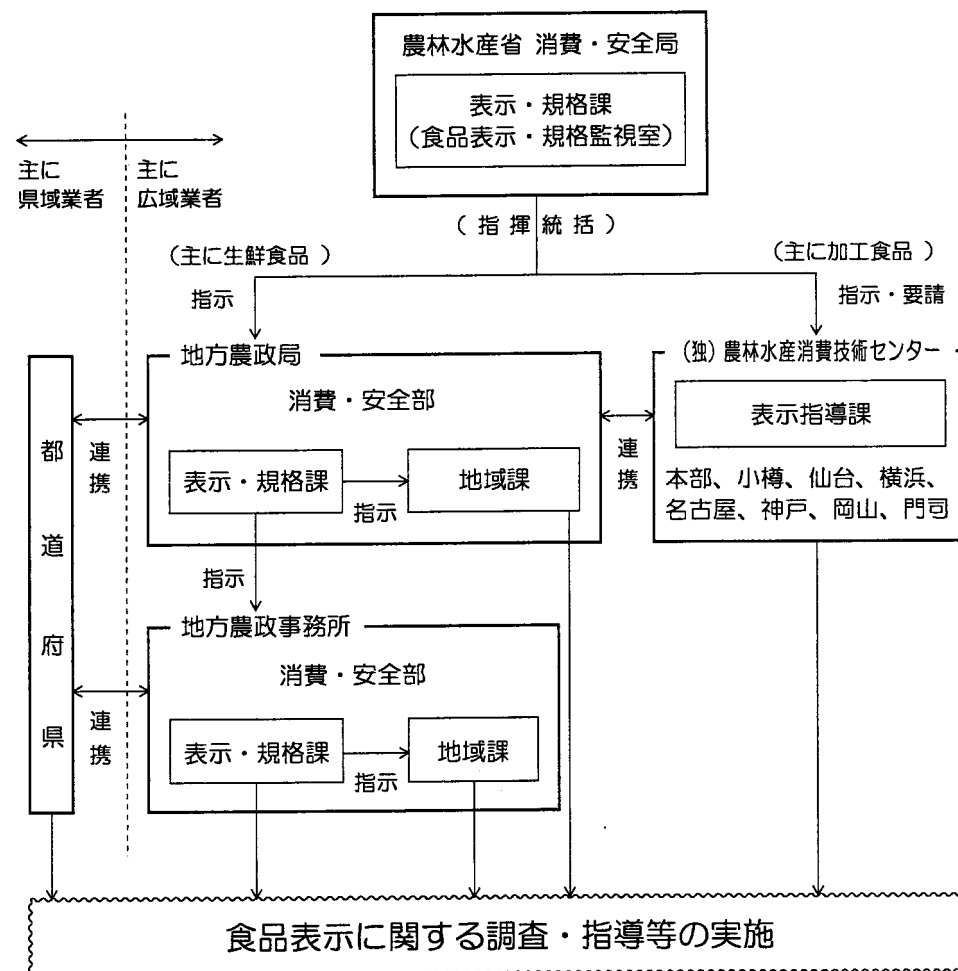 農林水産省 消費・安全局
表示・規格課
(食品表示・規格監視室)
主に
県域業者
主に
広域業者
(指揮統括)
(主に生鮮食品)
(主に加工食品)
指示
指示・要請
地方農政局
(独)農林水産消費技術センター
消費・安全部
表示指導課
都道府県
連携
表示・規格課
指示
地域課
連携
本部、小樽、仙台、横浜、
名古屋、神戸、岡山、門司
指示
地方農政事務所
消費・安全部
連携
表示・規格課
指示
地域課
食品表示に関する調査・指導等の実施